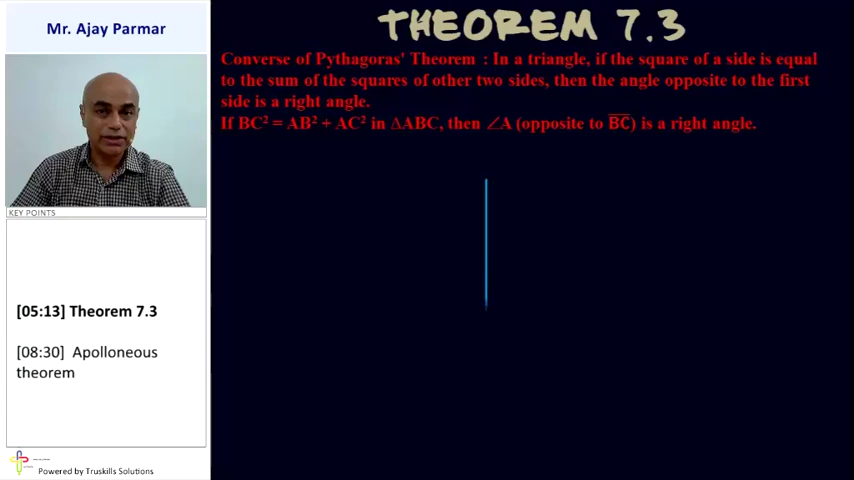 Mr. Ajay Parmar
THEOREM 7.3
Converse of Pythagoras' Theorem : In a triangle, if the square of a side is equal
to the sum of the squares of other two sides, then the angle opposite to the first
side is a right angle.
If BC² = AB² + AC² in ΔABC, then ∠A (opposite to B̅C̅) is a right angle.
KEY POINTS
[05:13] Theorem 7.3
[08:30] Apolloneous
theorem
Powered by Truskills Solutions